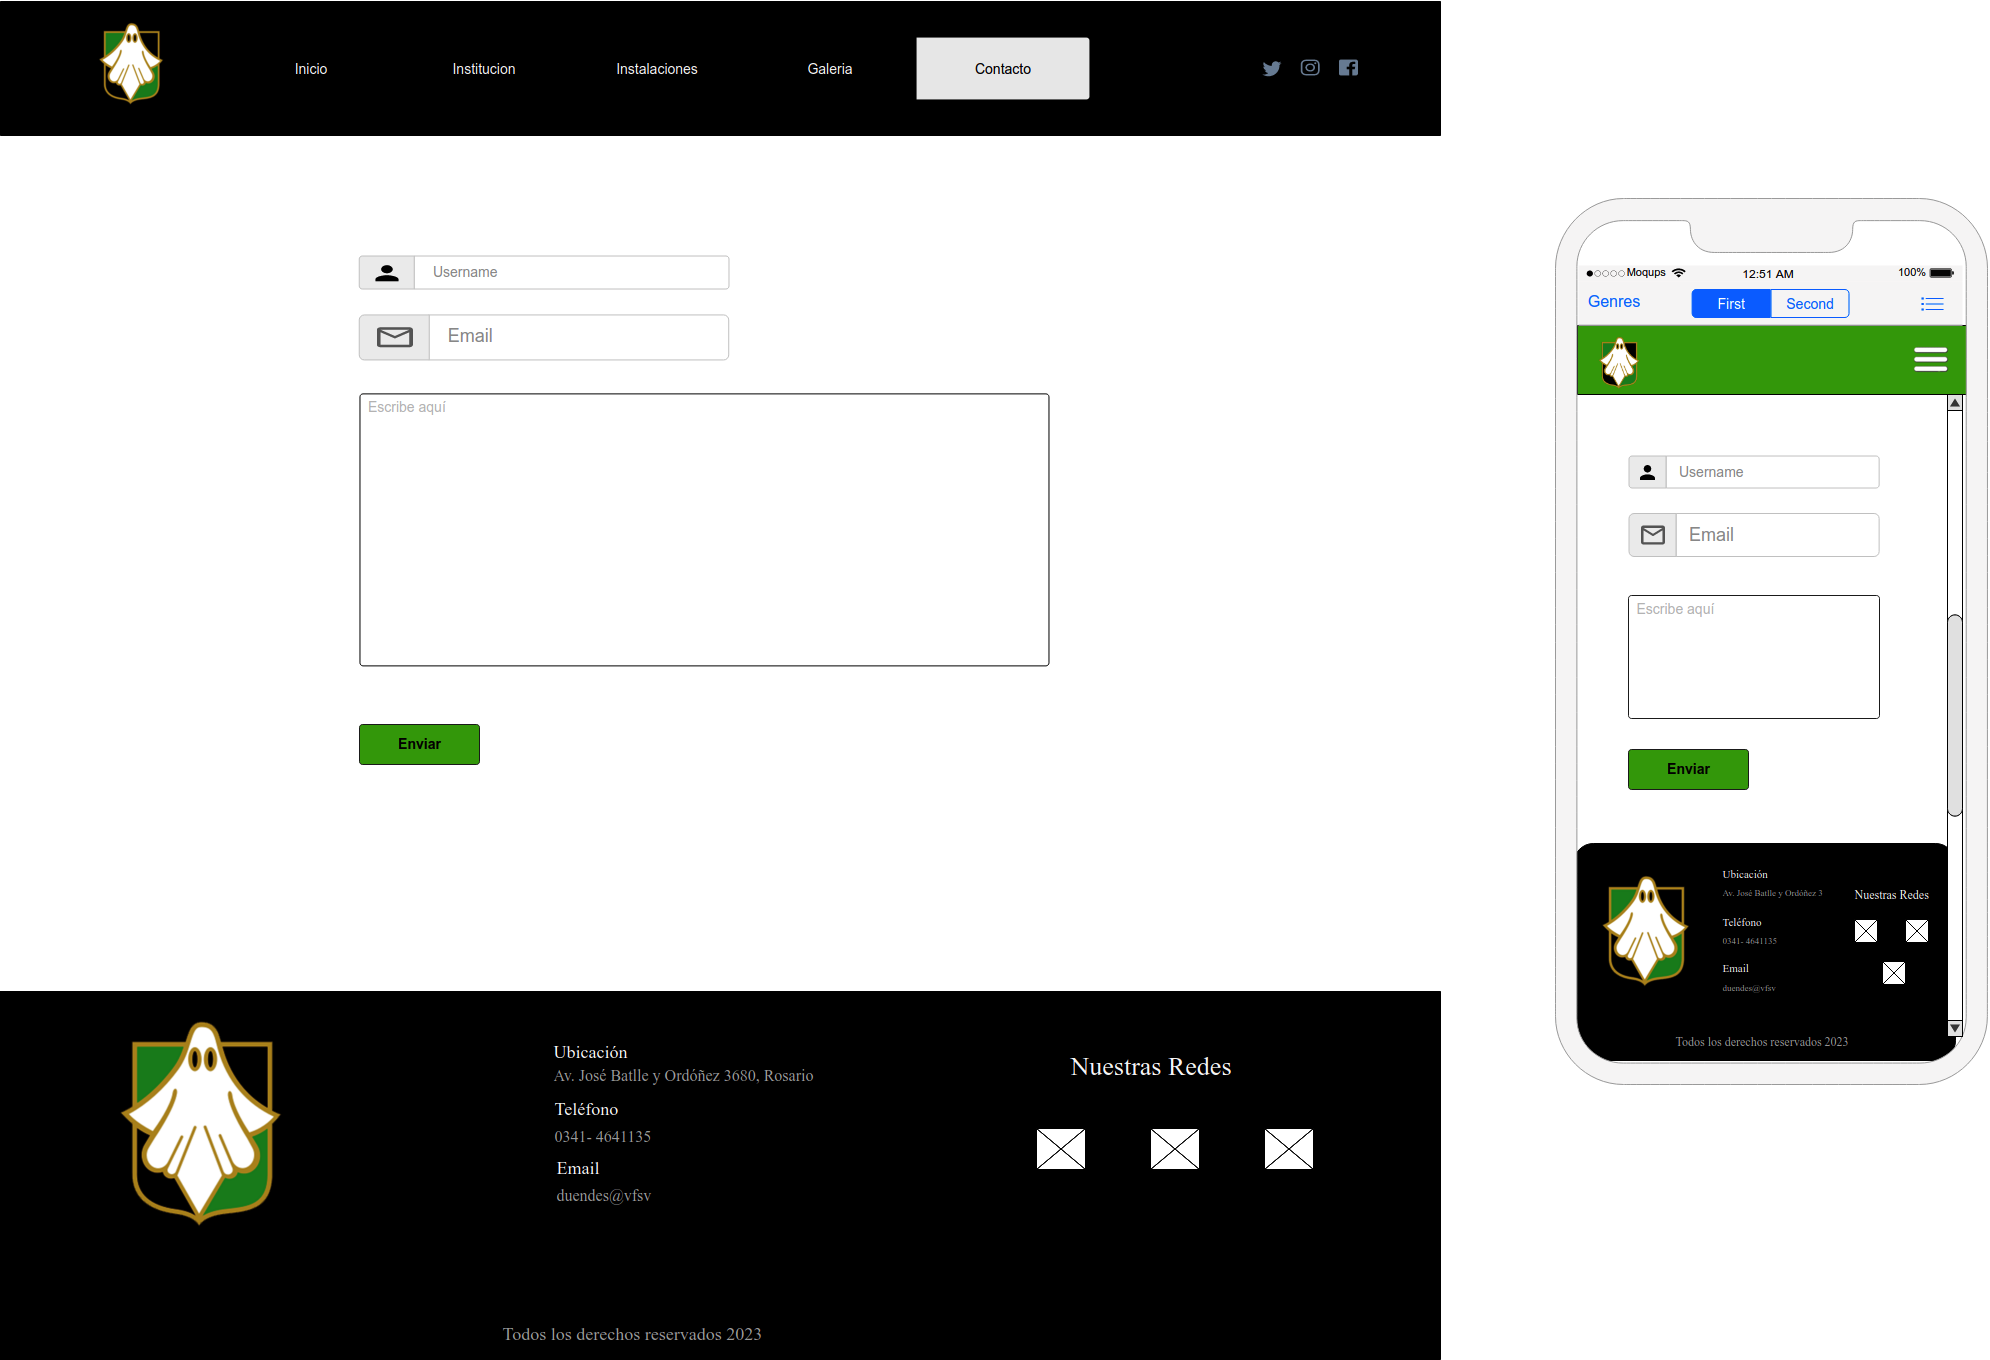 Inicio
Institucion
Instalaciones
Galeria
Contacto
Username
Email
Escribe aquí
Enviar
Ubicación
Av. José Batlle y Ordóñez 3680, Rosario
Teléfono
0341- 4641135
Email
duendes@vfsv
Nuestras Redes
Todos los derechos reservados 2023
Moqups
12:51 AM
100%
Genres
First
Second
Username
Email
Escribe aquí
Enviar
Ubicación
Av. José Batlle y Ordóñez 3
Teléfono
0341- 4641135
Email
duendes@vfsv
Nuestras Redes
Todos los derechos reservados 2023